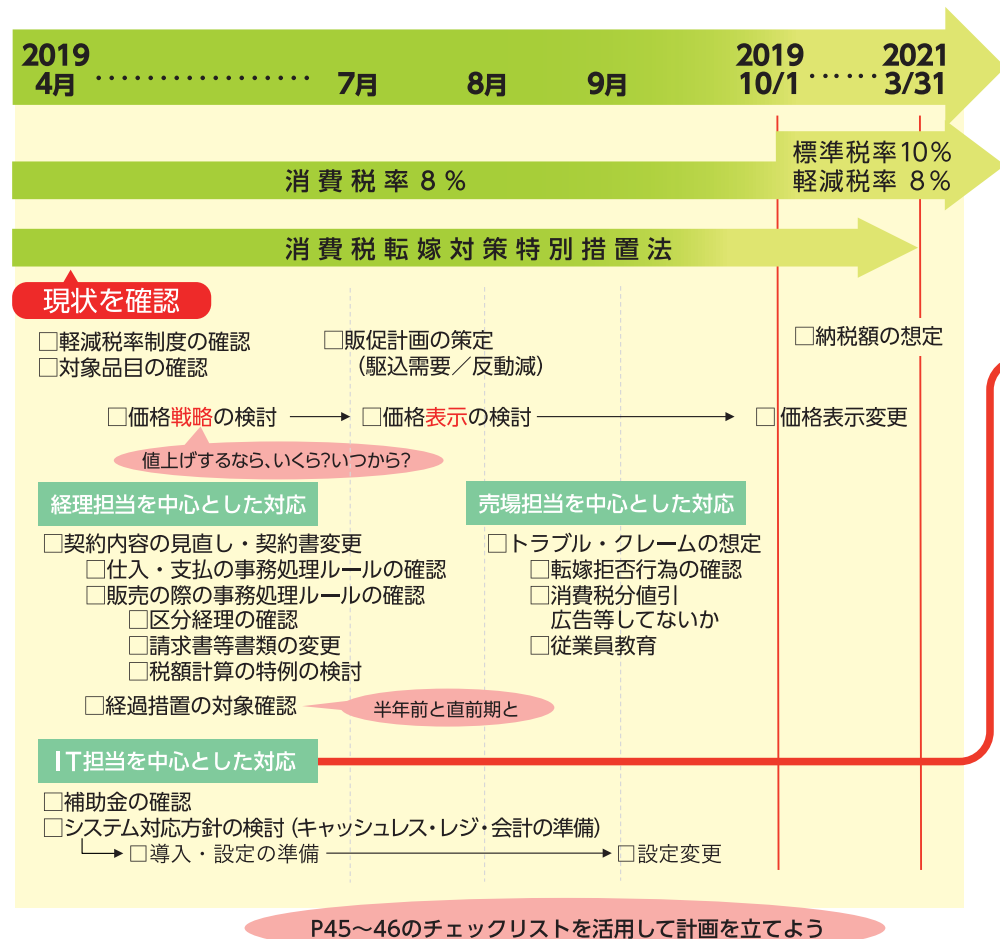 2019
4月 ・・・・・・・・・・・・・・・・・ 7月 8月 9月
2019
10/1 ・・・・・・
2021
3/31
消費税率8%
標準税率10%
軽減税率 8%
消費税転嫁対策特別措置法
現状を確認
□軽減税率制度の確認
□対象品目の確認
□販促計画の策定
(駆込需要／反動減)
□納税額の想定
□価格戦略の検討 → □価格表示の検討 → □価格表示変更
値上げするなら、いくら?いつから?
経理担当を中心とした対応
□契約内容の見直し・契約書変更
□仕入・支払の事務処理ルールの確認
□販売の際の事務処理ルールの確認
□区分経理の確認
□請求書等書類の変更
□税額計算の特例の検討
□経過措置の対象確認
半年前と直前期と
売場担当を中心とした対応
□トラブル・クレームの想定
□転嫁拒否行為の確認
□消費税分値引
広告等してないか
□従業員教育
IT担当を中心とした対応
□補助金の確認
□システム対応方針の検討(キャッシュレス・レジ・会計の準備)
□導入・設定の準備 → □設定変更
P45～46のチェックリストを活用して計画を立てよう